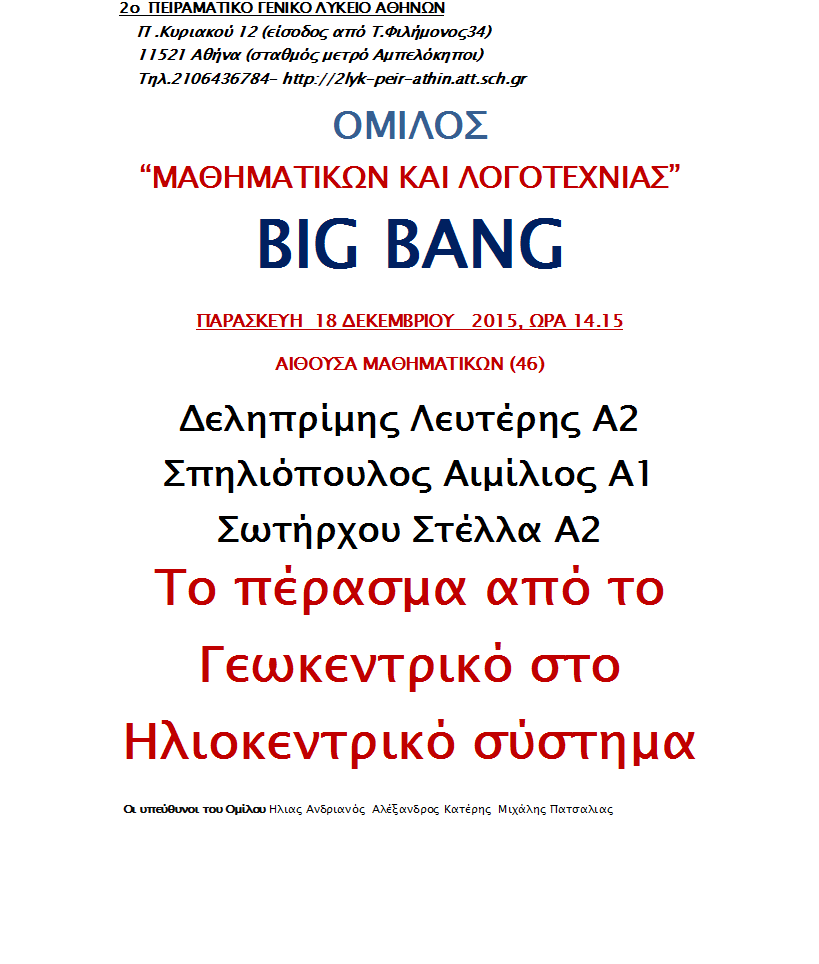 2ο ΠΕΙΡΑΜΑΤΙΚΟ ΓΕΝΙΚΟ ΛΥΚΕΙΟ ΑΘΗΝΩΝ
Π .Κυριακού 12 (είσοδος από Τ.Φιλήμονος34)
11521 Αθήνα (σταθμός μετρό Αμπελόκηποι)
Τηλ.2106436784- http://2lyk-peir-athin.att.sch.gr
ΟΜΙΛΟΣ
“ΜΑΘΗΜΑΤΙΚΩΝ ΚΑΙ ΛΟΓΟΤΕΧΝΙΑΣ”
BIG BANG
ΠΑΡΑΣΚΕΥΗ 18 ΔΕΚΕΜΒΡΙΟΥ 2015, ΩΡΑ 14.15
ΑΙΘΟΥΣΑ ΜΑΘΗΜΑΤΙΚΩΝ (46)
Δεληπρίμης Λευτέρης Α2
Σπηλιόπουλος Αιμίλιος Α1
Σωτήρχου Στέλλα Α2
Το πέρασμα από το
Γεωκεντρικό στο
Ηλιοκεντρικό σύστημα
Οι υπεύθυνοι του Ομίλου Ηλιας Ανδριανός Αλέξανδρος Κατέρης Μιχάλης Πατσαλιας